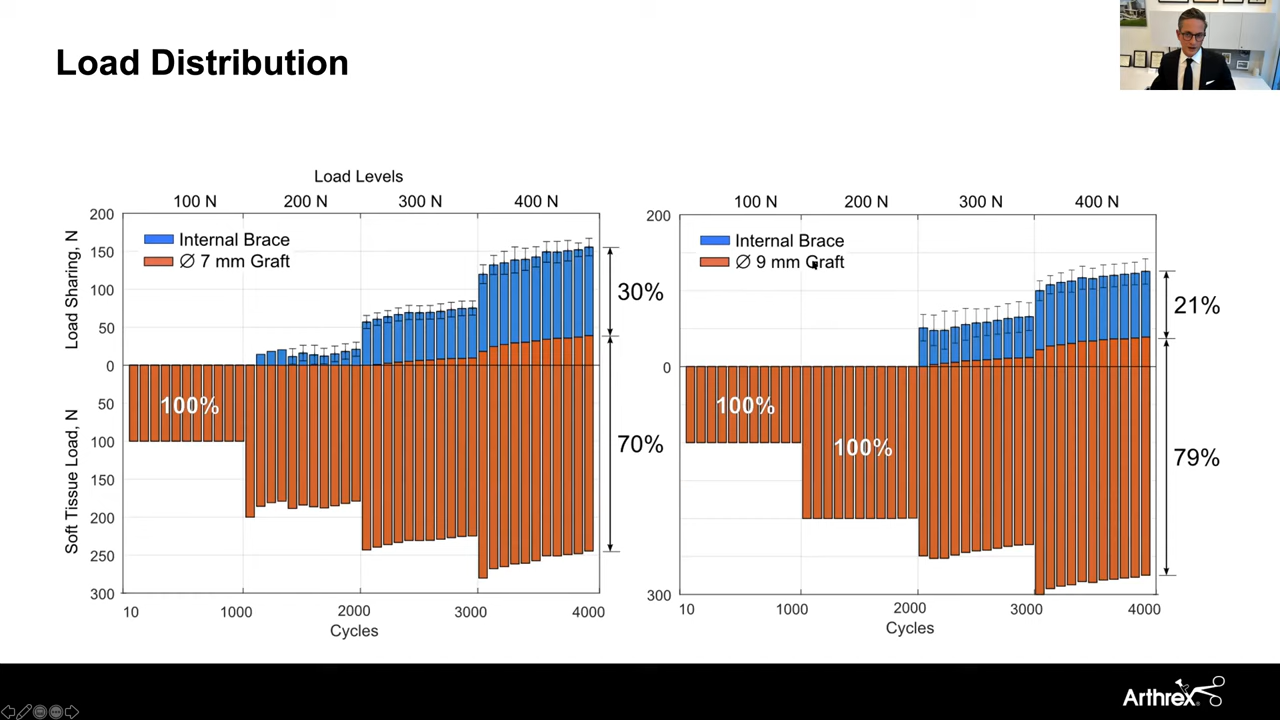 Load Distribution
Load Levels
100 N 200 N 300 N 400 N
Load Sharing, N
Soft Tissue Load, N
200
150
100
50
0
50
100
150
200
250
300
Internal Brace
Ø 7 mm Graft
100%
30%
70%
10 1000 2000 3000 4000
Cycles
100 N 200 N 300 N 400 N
200
0
300
Internal Brace
Ø 9 mm Graft
100%
100%
21%
79%
10 1000 2000 3000 4000
Cycles
Arthrex